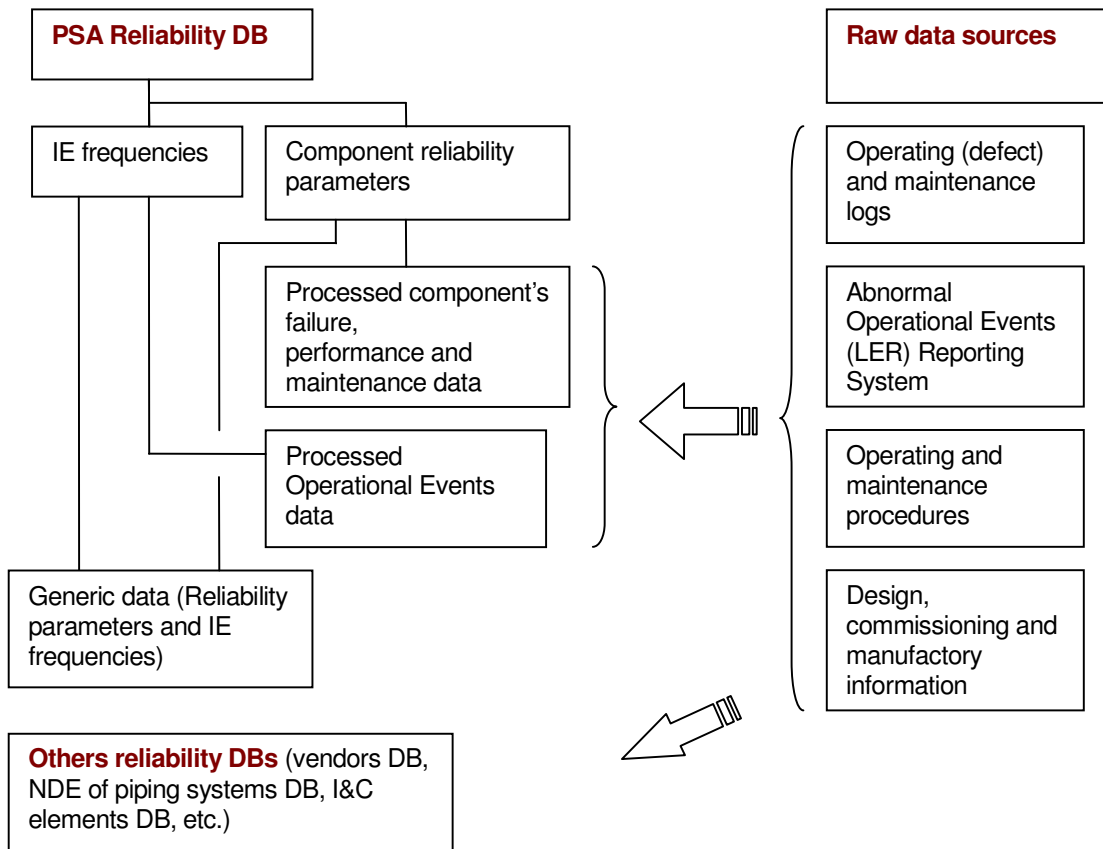 PSA Reliability DB
IE frequencies
Component reliability
parameters
Processed component’s
failure,
performance and
maintenance data
Processed
Operational Events
data
Generic data (Reliability
parameters and IE
frequencies)
Others reliability DBs (vendors DB,
NDE of piping systems DB, I&C
elements DB, etc.)
Raw data sources
Operating (defect)
and maintenance
logs
Abnormal
Operational Events
(LER) Reporting
System
Operating and
maintenance
procedures
Design,
commissioning and
manufactory
information